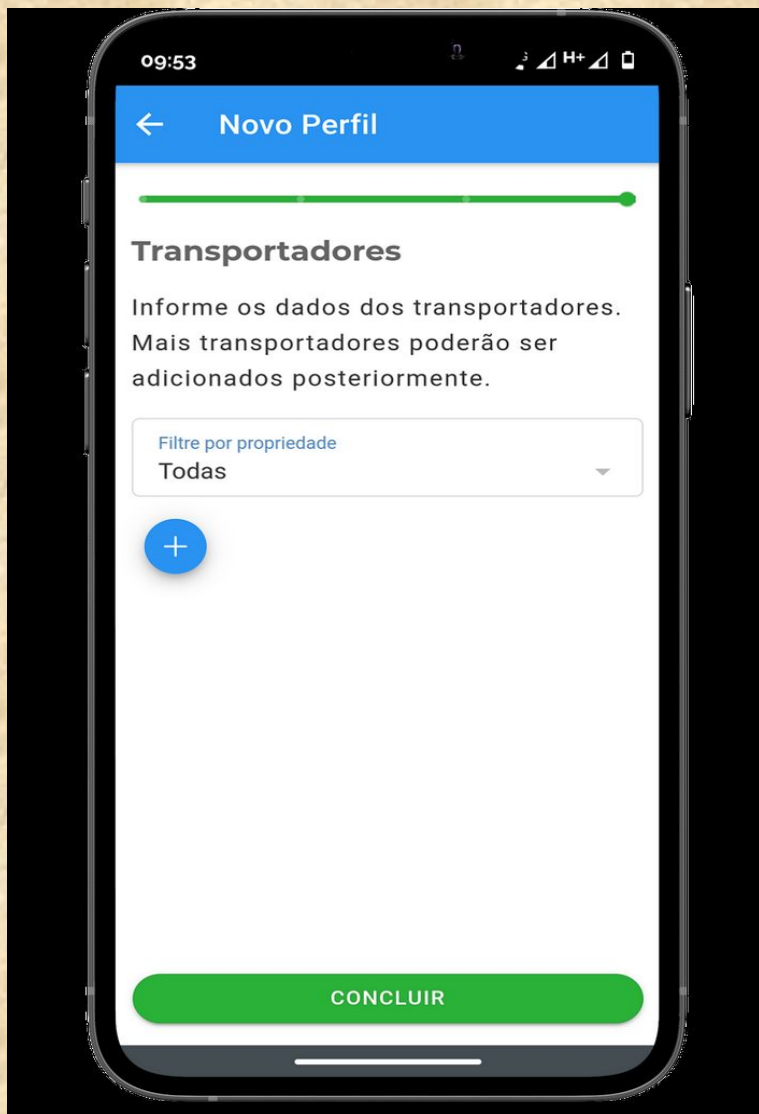 09:53
H+
Novo Perfil
Transportadores
Informe os dados dos transportadores.
Mais transportadores poderão ser
adicionados posteriormente.
Filtre por propriedade
Todas
CONCLUIR